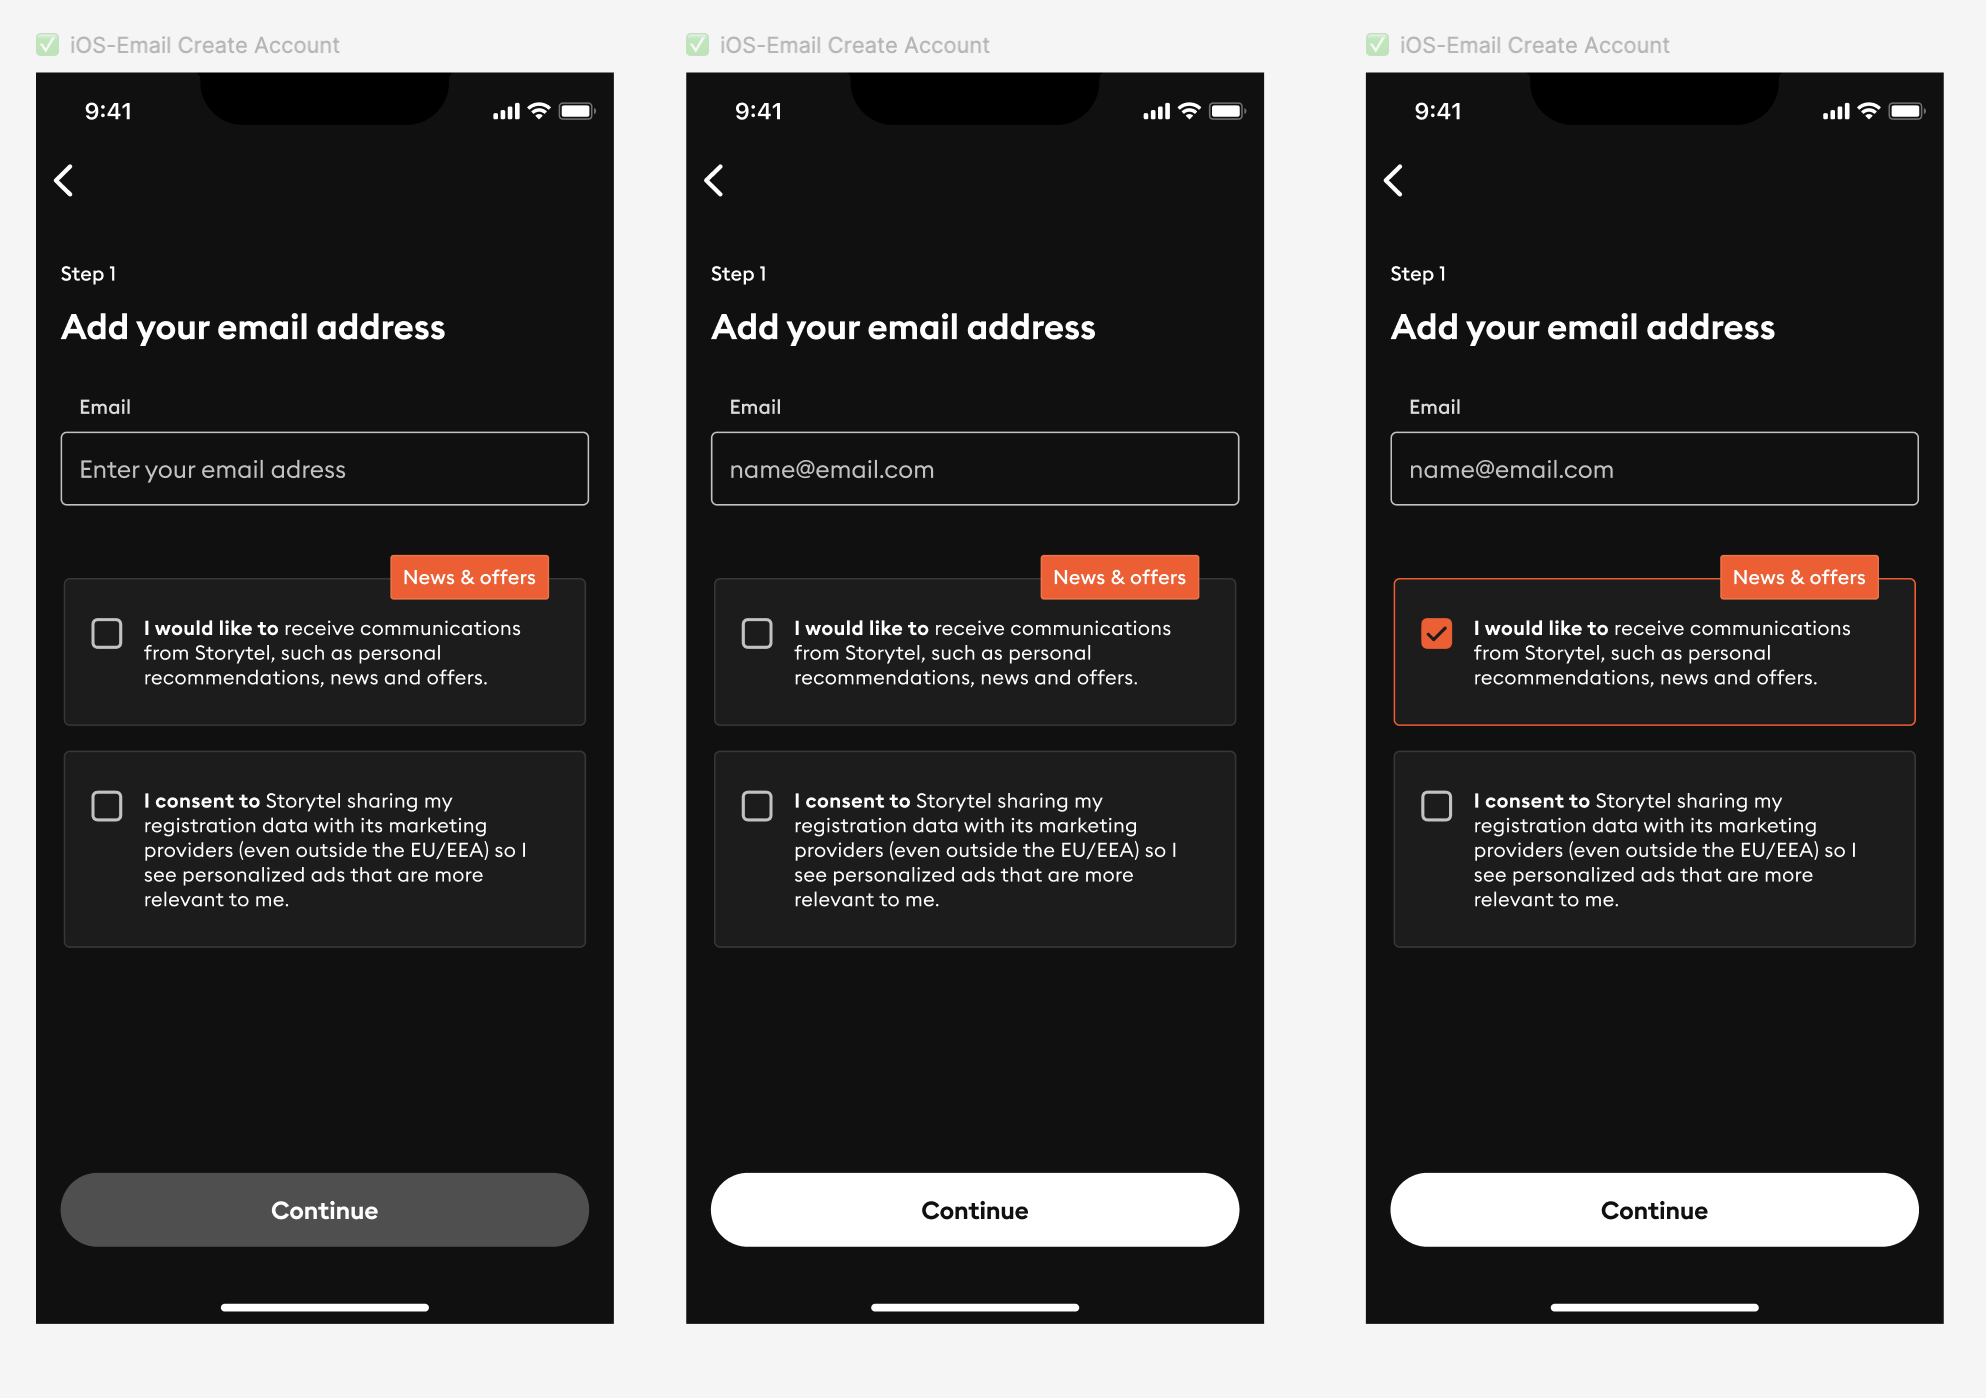 ✅ iOS-Email Create Account
9:41
Step 1
Add your email address
Email
Enter your email adress
News & offers
I would like to receive communications
from Storytel, such as personal
recommendations, news and offers.
I consent to Storytel sharing my
registration data with its marketing
providers (even outside the EU/EEA) so I
see personalized ads that are more
relevant to me.
Continue
✅ iOS-Email Create Account
9:41
Step 1
Add your email address
Email
name@email.com
News & offers
I would like to receive communications
from Storytel, such as personal
recommendations, news and offers.
I consent to Storytel sharing my
registration data with its marketing
providers (even outside the EU/EEA) so I
see personalized ads that are more
relevant to me.
Continue
✅ iOS-Email Create Account
9:41
Step 1
Add your email address
Email
name@email.com
News & offers
I would like to receive communications
from Storytel, such as personal
recommendations, news and offers.
I consent to Storytel sharing my
registration data with its marketing
providers (even outside the EU/EEA) so I
see personalized ads that are more
relevant to me.
Continue